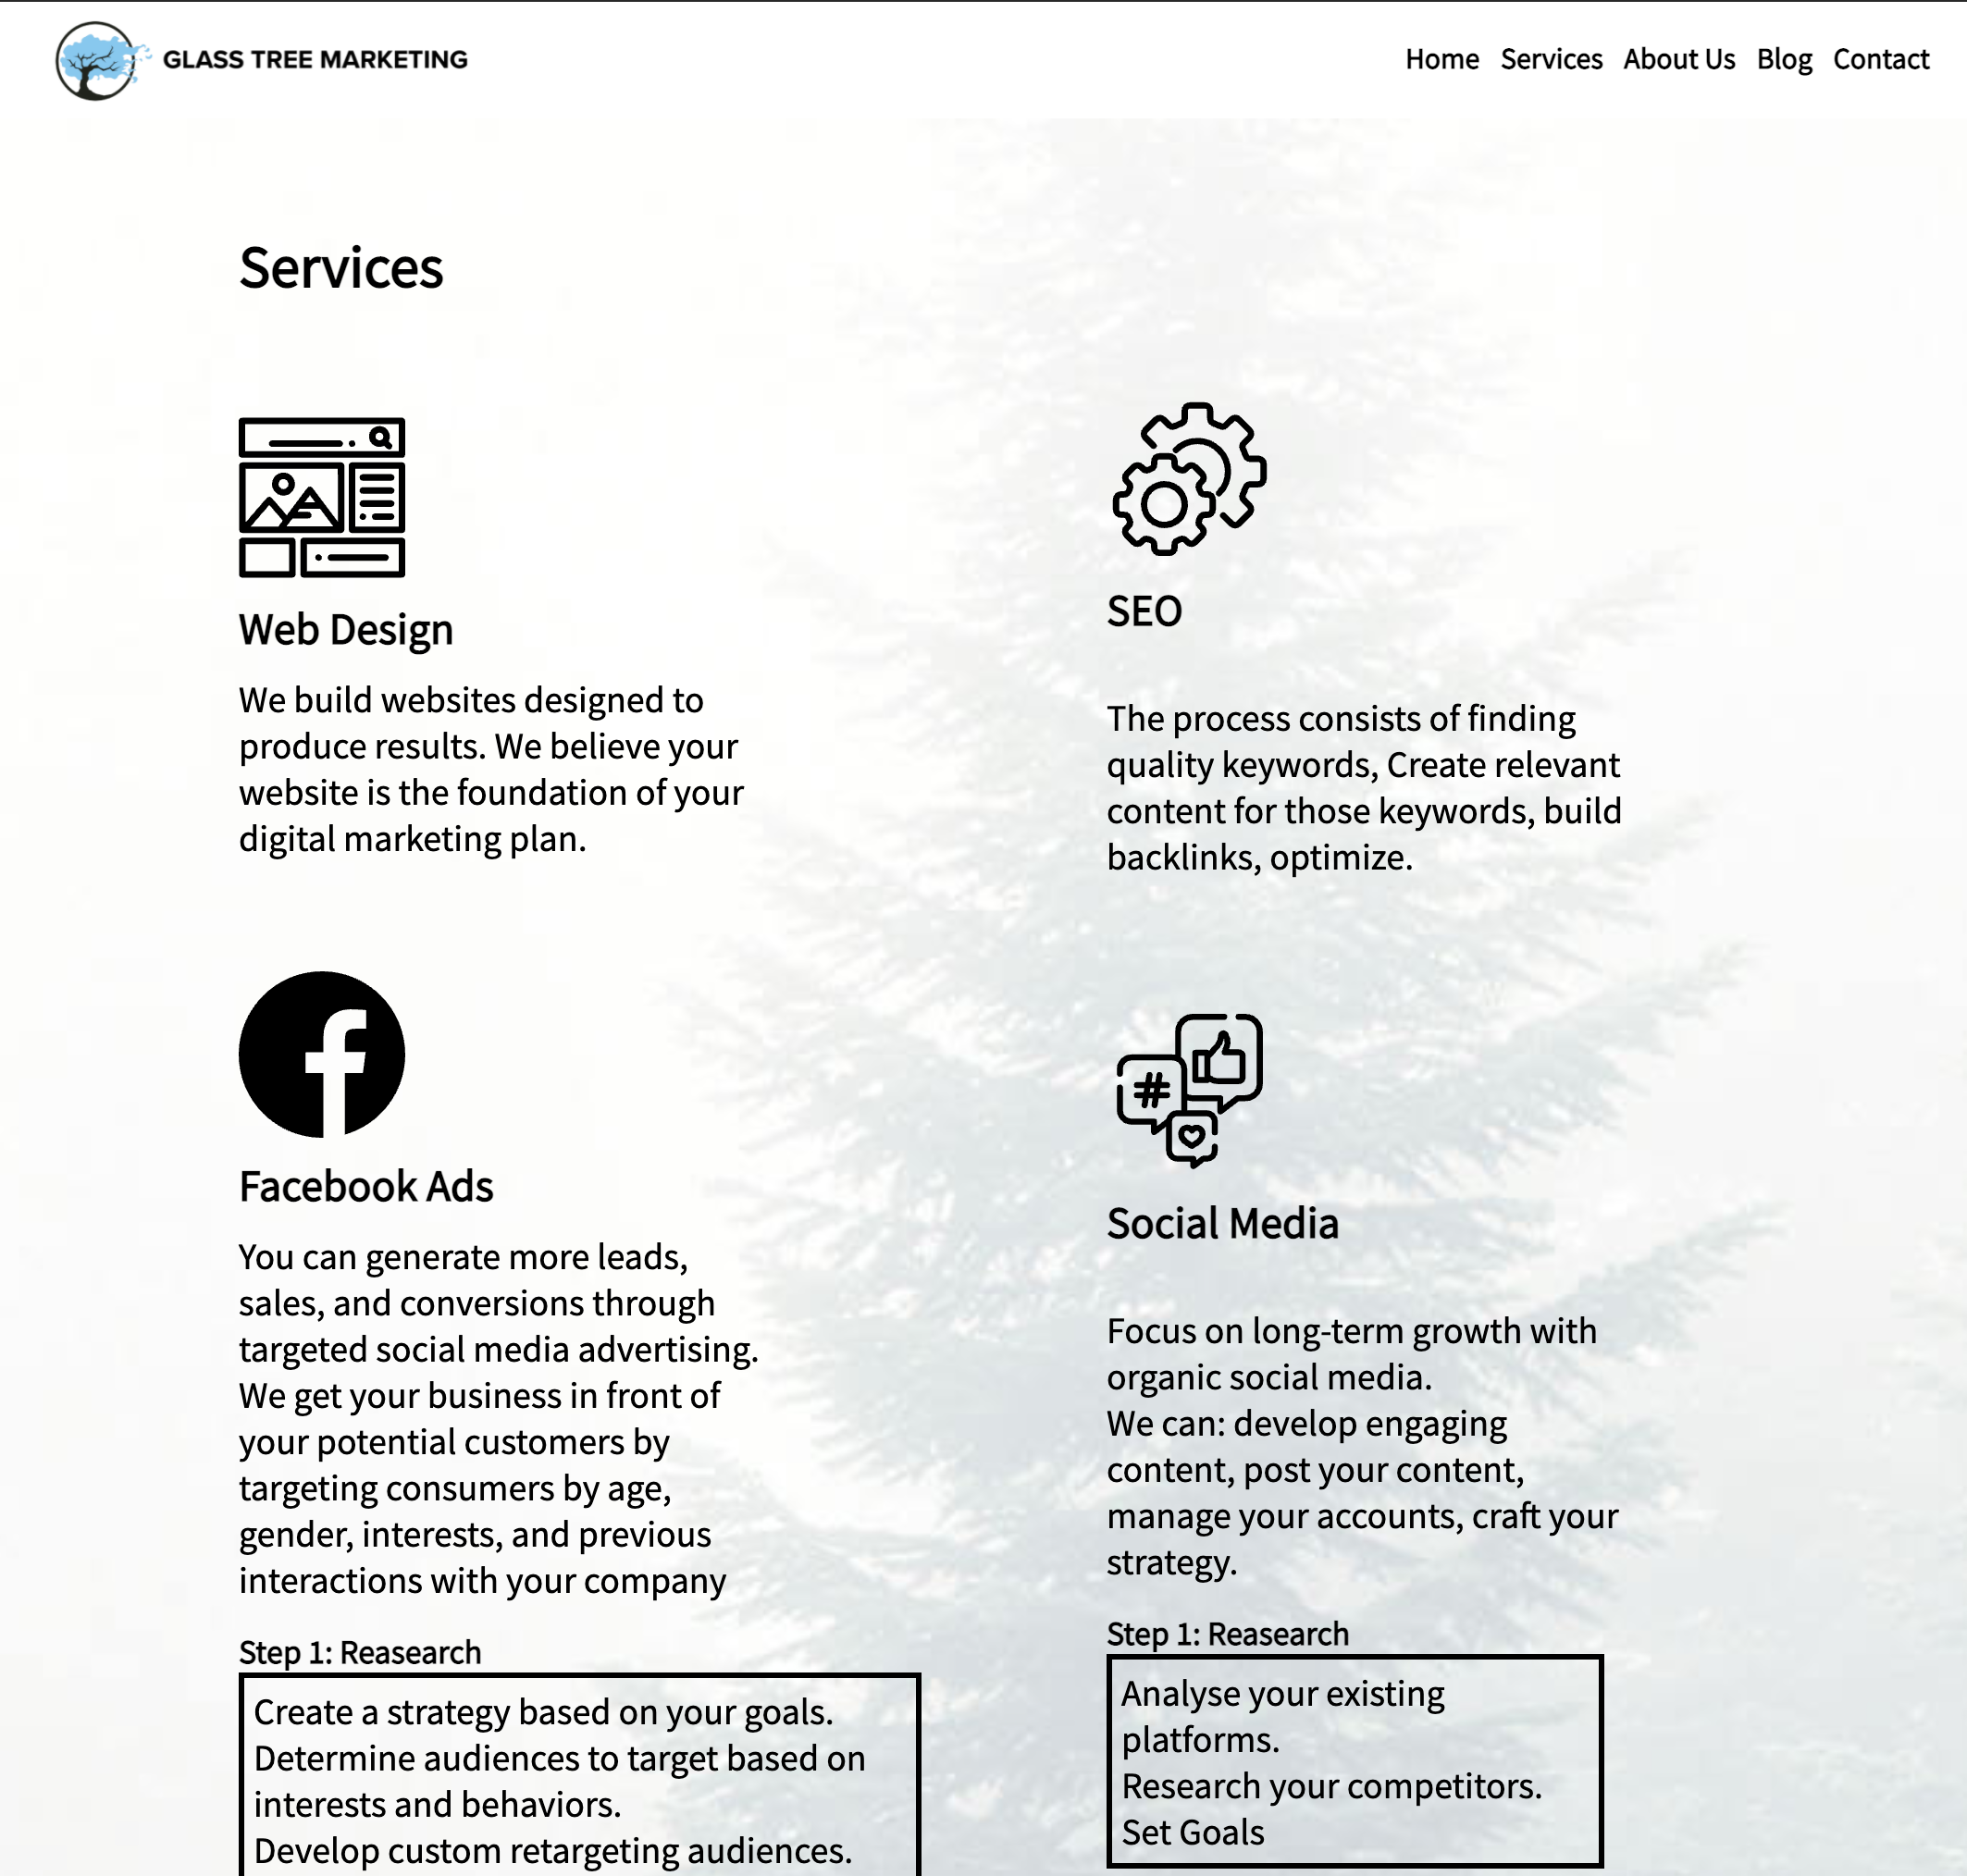 GLASS TREE MARKETING
Home Services About Us Blog Contact
Services
Web Design
We build websites designed to
produce results. We believe your
website is the foundation of your
digital marketing plan.
SEO
The process consists of finding
quality keywords, Create relevant
content for those keywords, build
backlinks, optimize.
Facebook Ads
You can generate more leads,
sales, and conversions through
targeted social media advertising.
We get your business in front of
your potential customers by
targeting consumers by age,
gender, interests, and previous
interactions with your company
Step 1: Reasearch
Create a strategy based on your goals.
Determine audiences to target based on
interests and behaviors.
Develop custom retargeting audiences.
#
Social Media
Focus on long-term growth with
organic social media.
We can: develop engaging
content, post your content,
manage your accounts, craft your
strategy.
Step 1: Reasearch
Analyse your existing
platforms.
Research your competitors.
Set Goals